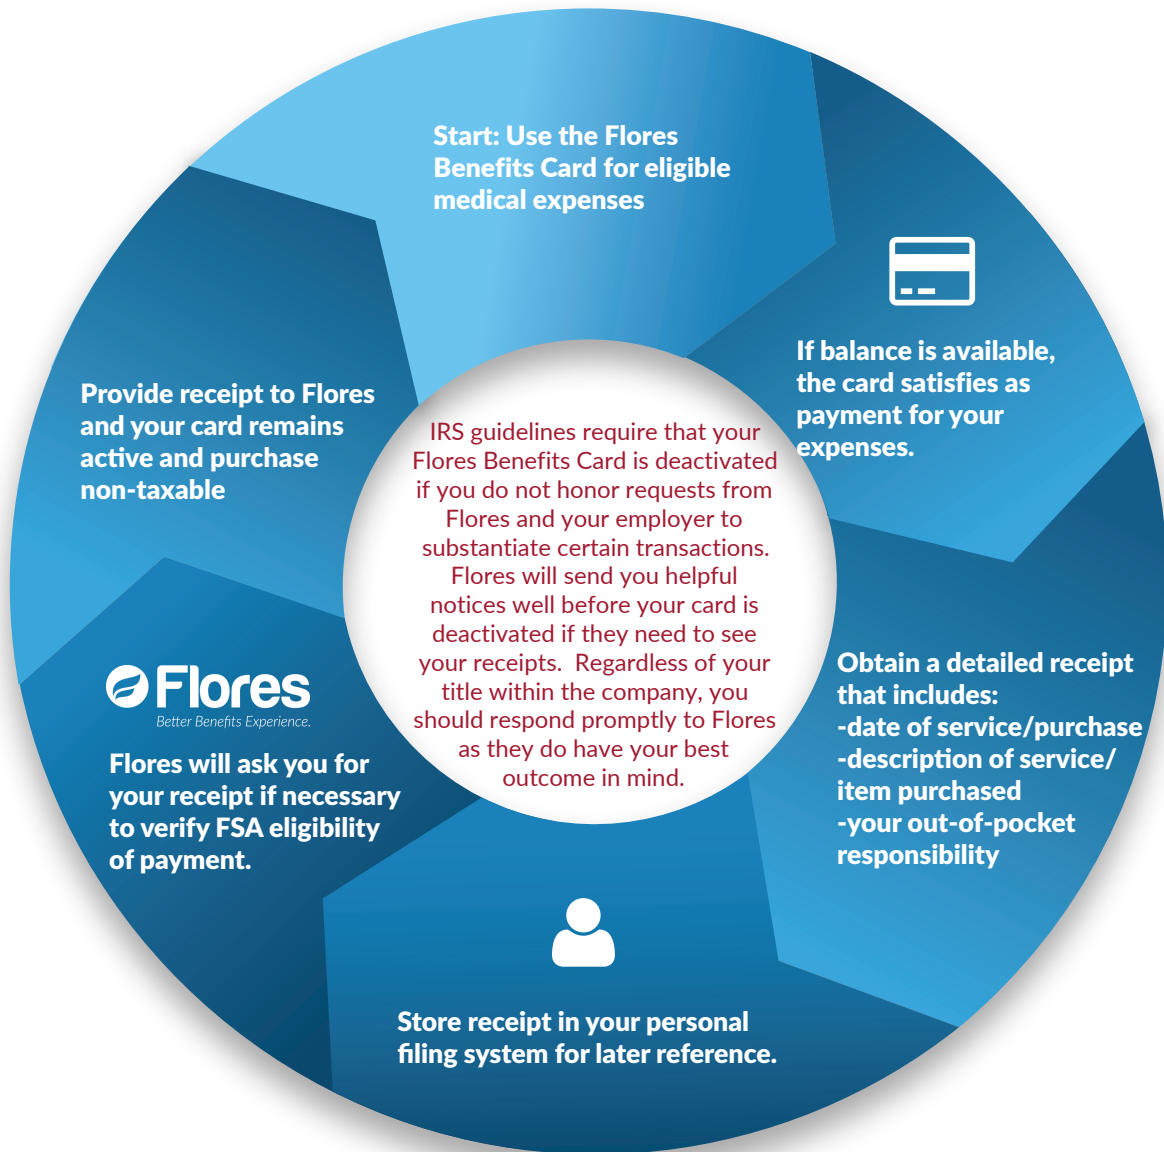 Start: Use the Flores
Benefits Card for eligible
medical expenses
If balance is available,
the card satisfies as
payment for your
expenses.
Obtain a detailed receipt
that includes:
-date of service/purchase
-description of service/
item purchased
-your out-of-pocket
responsibility
Store receipt in your personal
filing system for later reference.
Flores
Better Benefits Experience.
Flores will ask you for
your receipt if necessary
to verify FSA eligibility
of payment.
Provide receipt to Flores
and your card remains
active and purchase
non-taxable
IRS guidelines require that your
Flores Benefits Card is deactivated
if you do not honor requests from
Flores and your employer to
substantiate certain transactions.
Flores will send you helpful
notices well before your card is
deactivated if they need to see
your receipts.  Regardless of your
title within the company, you
should respond promptly to Flores
as they do have your best
outcome in mind.